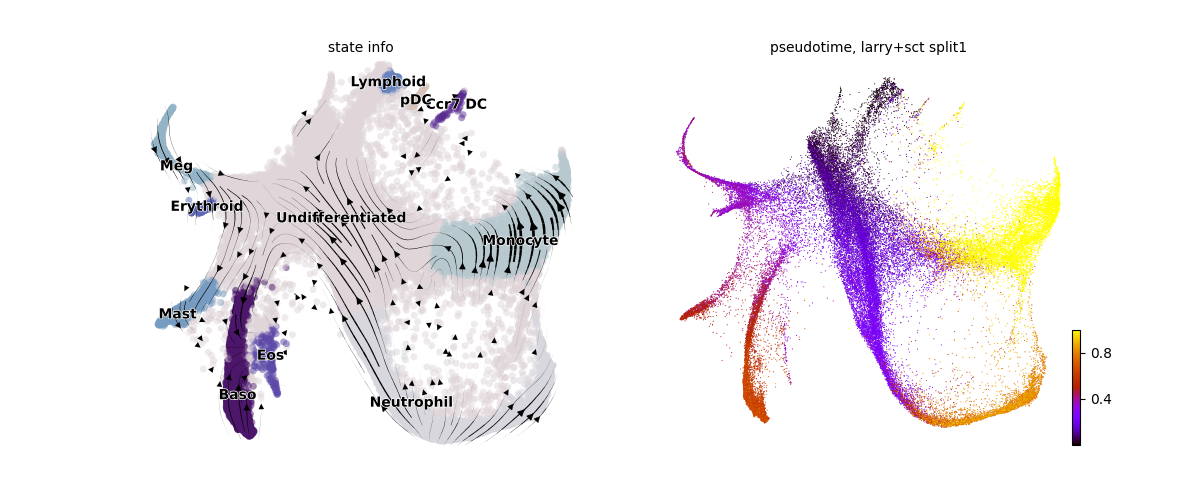 state info
Lymphoid
pDC
Ccr7 DC
Meg
Erythroid
Undifferentiated
Monocyte
Mast
Eos
Baso
Neutrophil
pseudotime, larry+sct split1
0.8
0.4